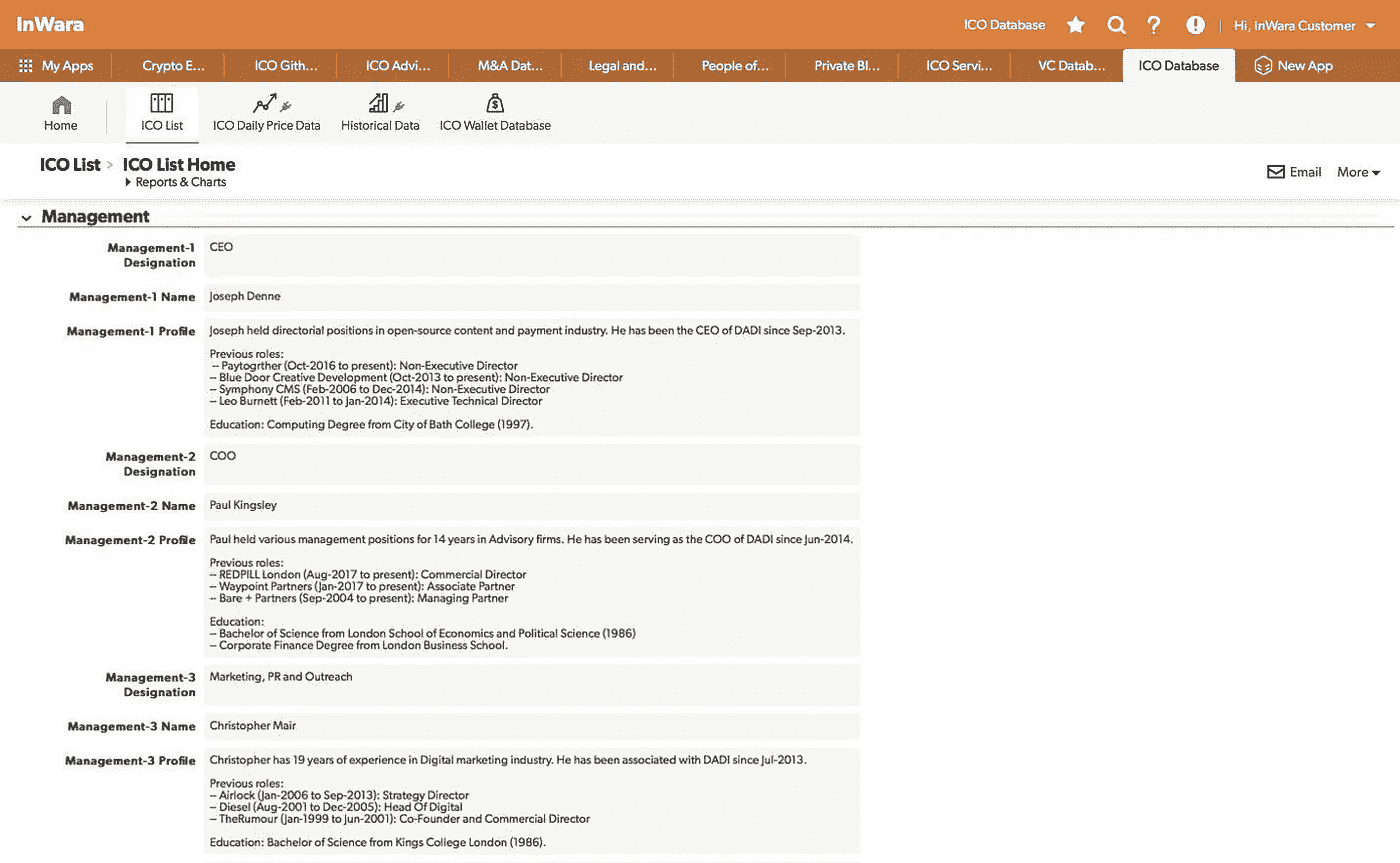 InWara
ICO Database
Hi, InWara Customer
My Apps
Crypto E...
ICO Gith...
ICO Advi...
M&A Dat...
Legal and...
People of...
Private Bl...
ICO Servi...
VC Datab...
ICO Database
New App
Home
ICO List
ICO Daily Price Data
Historical Data
ICO Wallet Database
ICO List > ICO List Home
Reports & Charts
Email
More
Management
Management-1 Designation
CEO
Management-1 Name
Joseph Denne
Management-1 Profile
Joseph held directorial positions in open-source content and payment industry. He has been the CEO of DADI since Sep-2013.
Previous roles:
-- Paytogrther (Oct-2016 to present): Non-Executive Director
-- Blue Door Creative Development (Oct-2013 to present): Non-Executive Director
-- Symphony CMS (Feb-2006 to Dec-2014): Non-Executive Director
-- Leo Burnett (Feb-2011 to Jan-2014): Executive Technical Director
Education: Computing Degree from City of Bath College (1997).
Management-2 Designation
COO
Management-2 Name
Paul Kingsley
Management-2 Profile
Paul held various management positions for 14 years in Advisory firms. He has been serving as the COO of DADI since Jun-2014.
Previous roles:
-- REDPILL London (Aug-2017 to present): Commercial Director
-- Waypoint Partners (Jan-2017 to present): Associate Partner
-- Bare + Partners (Sep-2004 to present): Managing Partner
Education:
-- Bachelor of Science from London School of Economics and Political Science (1986)
-- Corporate Finance Degree from London Business School.
Management-3 Designation
Marketing, PR and Outreach
Management-3 Name
Christopher Mair
Management-3 Profile
Christopher has 19 years of experience in Digital marketing industry. He has been associated with DADI since Jul-2013.
Previous roles:
-- Airlock (Jan-2006 to Sep-2013): Strategy Director
-- Diesel (Aug-2001 to Dec-2005): Head Of Digital
-- TheRumour (Jan-1999 to Jun-2001): Co-Founder and Commercial Director
Education: Bachelor of Science from Kings College London (1986).